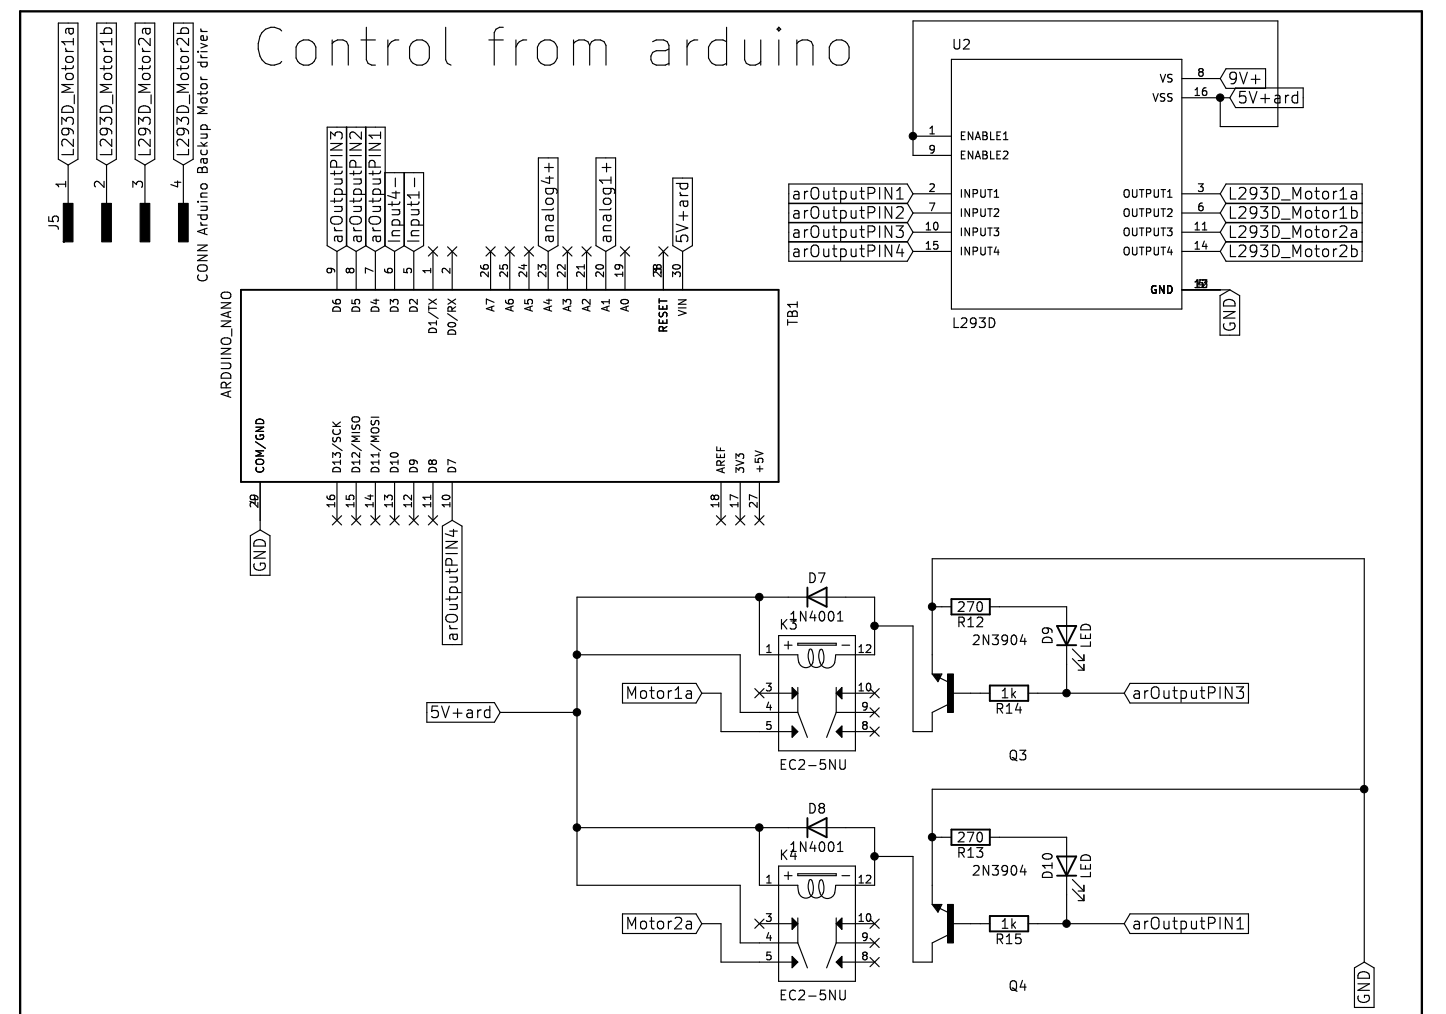 Control from arduino
L293D_Motor1a
L293D_Motor1b
L293D_Motor2a
L293D_Motor2b
1
2
3
4
J5
CONN Arduino Backup Motor driver
U2
VS
8
9V+
VSS
16
5V+ard
1
ENABLE1
9
ENABLE2
arOutputPIN1
2
INPUT1
OUTPUT1
3
L293D_Motor1a
arOutputPIN2
7
INPUT2
OUTPUT2
6
L293D_Motor1b
arOutputPIN3
10
INPUT3
OUTPUT3
11
L293D_Motor2a
arOutputPIN4
15
INPUT4
OUTPUT4
14
L293D_Motor2b
GND
GND
L293D
arOutputPIN3
arOutputPIN2
arOutputPIN1
Input4-
Input1-
analog4+
analog1+
5V+ard
9
8
7
6
5
1
2
26
25
24
23
22
21
20
19
30
D6
D5
D4
D3
D2
D1/TX
D0/RX
A7
A6
A5
A4
A3
A2
A1
A0
RESET
VIN
ARDUINO_NANO
TB1
COM/GND
D13/SCK
D12/MISO
D11/MOSI
D10
D9
D8
D7
AREF
3V3
+5V
16
15
14
13
12
11
10
18
17
27
GND
arOutputPIN4
D7
1N4001
K3
+
-
1
12
3
10
4
9
5
8
EC2-5NU
Motor1a
5V+ard
270
R12
2N3904
D9
LED
1k
R14
arOutputPIN3
Q3
D8
1N4001
K4
+
-
1
12
3
10
4
9
5
8
EC2-5NU
Motor2a
270
R13
2N3904
D10
LED
1k
R15
arOutputPIN1
Q4
GND